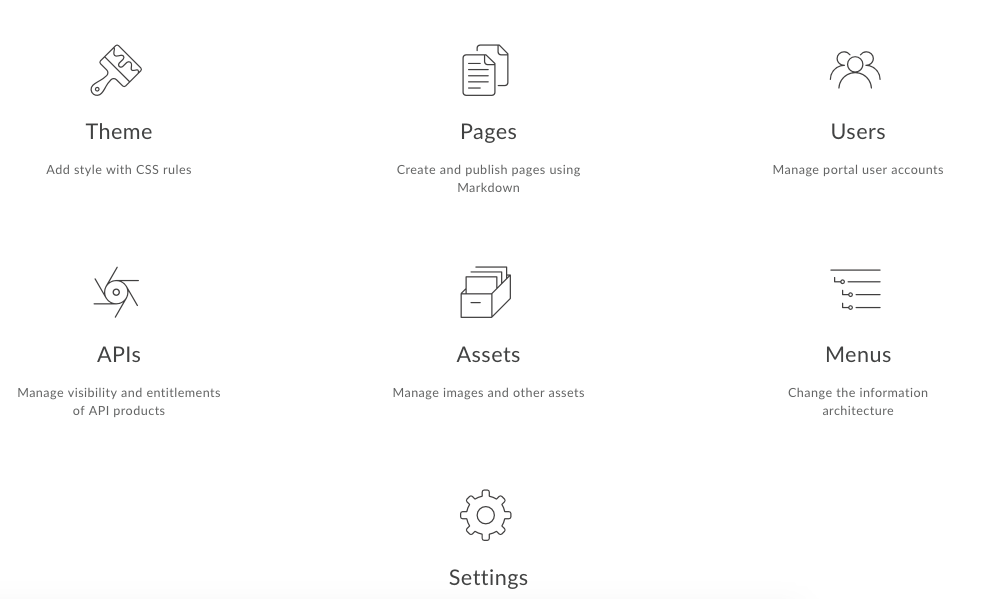 Theme
Pages
Users
Add style with CSS rules
Create and publish pages using
Markdown
Manage portal user accounts
APIs
Assets
Menus
Manage visibility and entitlements
of API products
Manage images and other assets
Change the information
architecture
Settings